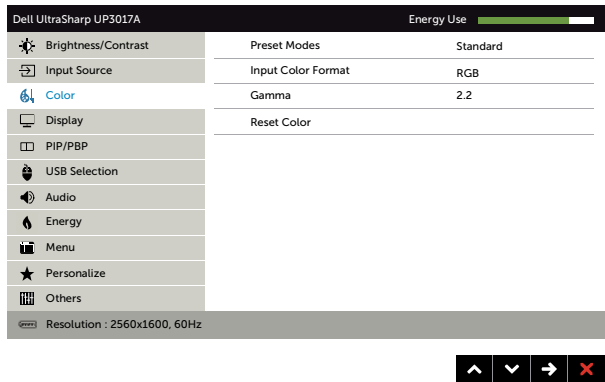 Dell UltraSharp UP3017A Energy Use
Brightness/Contrast Preset Modes Standard
Input Source Input Color Format RGB
Color Gamma 2.2
Display Reset Color
PIP/PBP
USB Selection
Audio
Energy
Menu
Personalize
Others
Resolution : 2560x1600, 60Hz